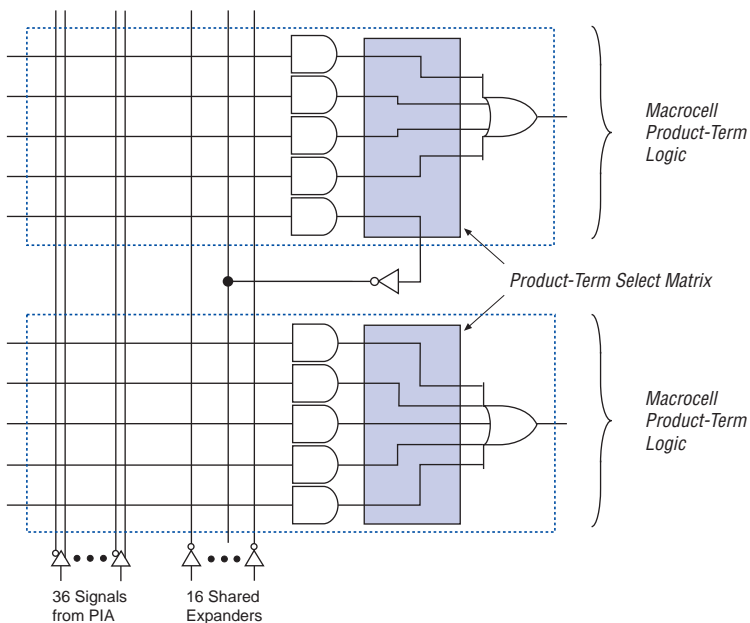 Macrocell
Product-Term
Logic
Product-Term Select Matrix
Macrocell
Product-Term
Logic
36 Signals
from PIA
16 Shared
Expanders